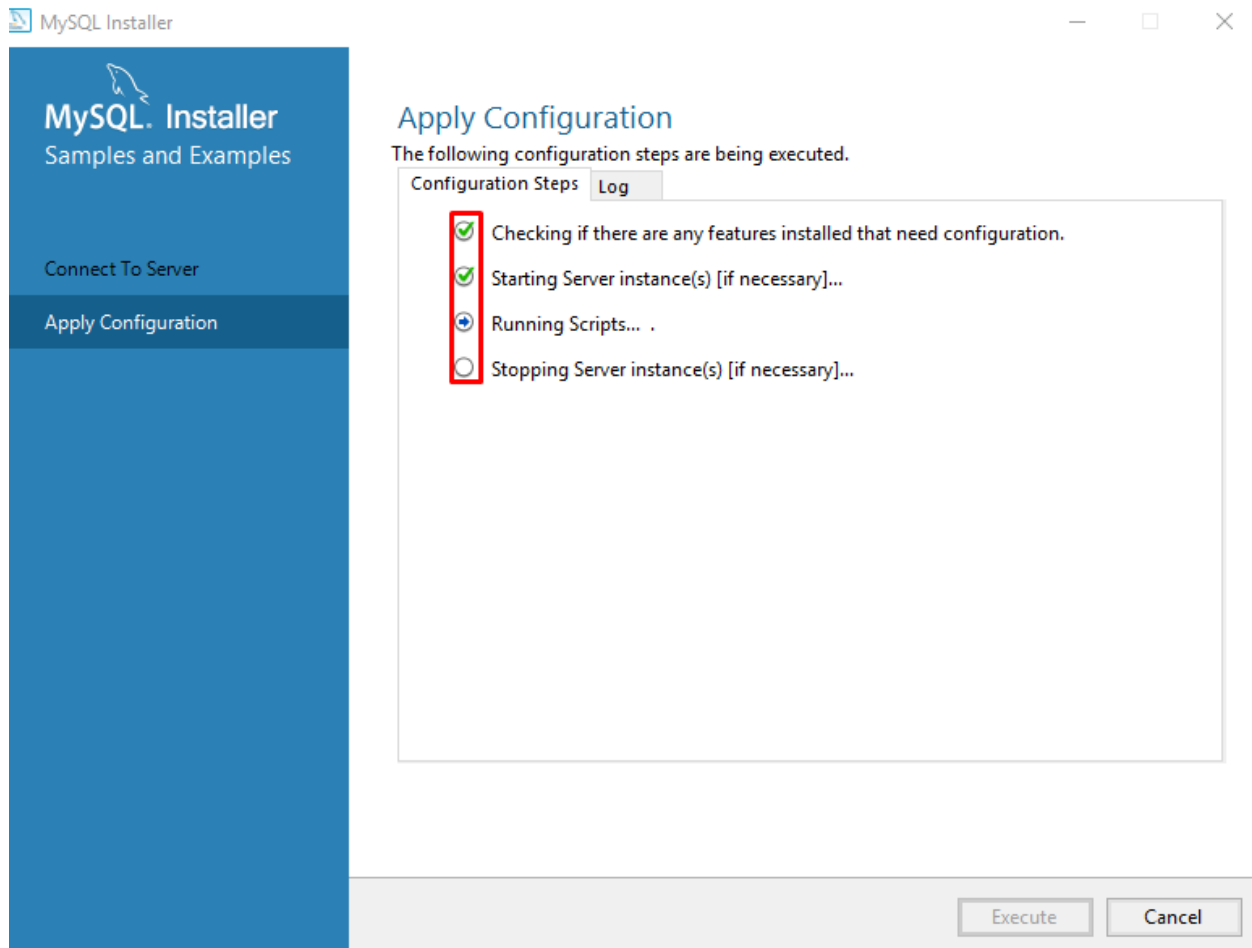 MySQL Installer
MySQL. Installer
Samples and Examples
Connect To Server
Apply Configuration
Apply Configuration
The following configuration steps are being executed.
Configuration Steps Log
Checking if there are any features installed that need configuration.
Starting Server instance(s) [if necessary]...
Running Scripts... .
Stopping Server instance(s) [if necessary]...
Execute Cancel